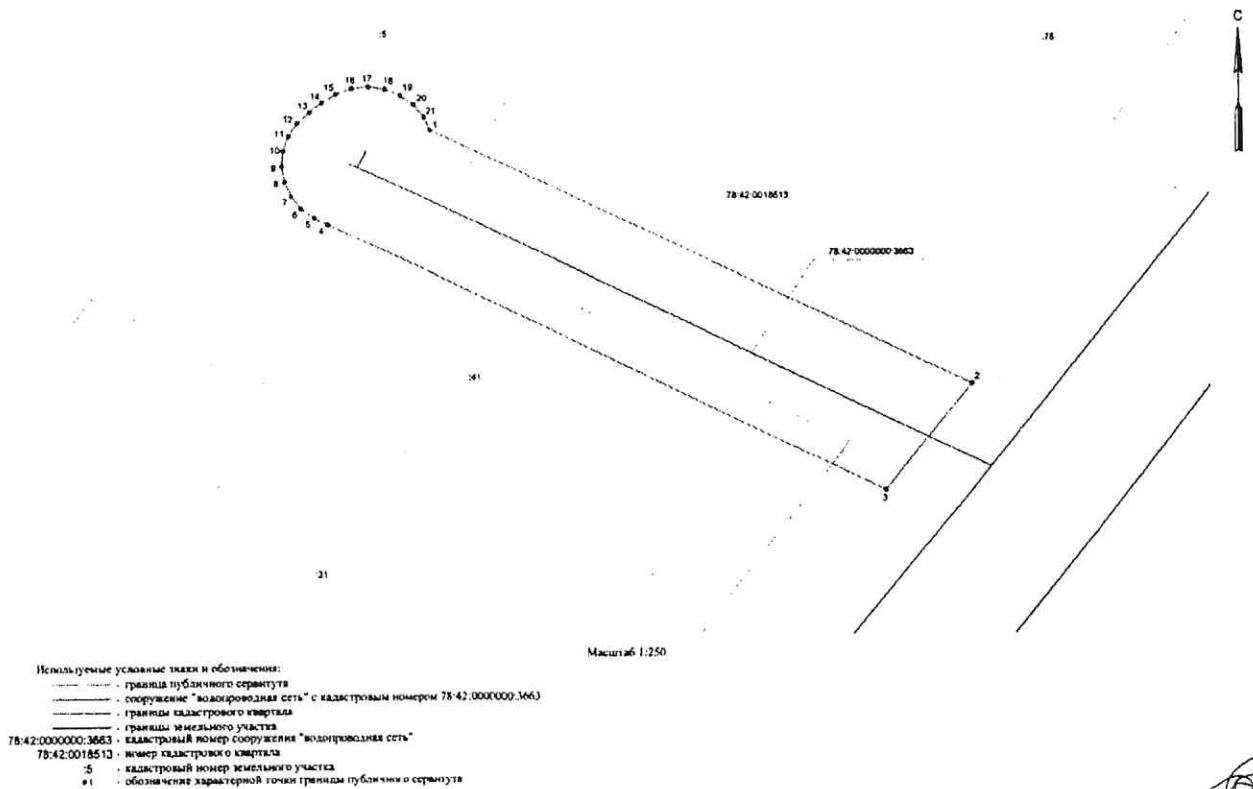 С
:5
:78
16 17 18
15 19
14 20
13 21
12 1
11
10
9
8
7
6
5
4
78:42:0018513
78:42:0000000:3663
:41
2
3
:31
Масштаб 1:250
Используемые условные знаки и обозначения:
- граница публичного сервитута
- сооружение "водопроводная сеть" с кадастровым номером 78:42:0000000:3663
- границы кадастрового квартала
- границы земельного участка
78:42:0000000:3663 - кадастровый номер сооружения "водопроводная сеть"
78:42:0018513 - номер кадастрового квартала
:5 - кадастровый номер земельного участка
•1 - обозначение характерной точки границы публичного сервитута